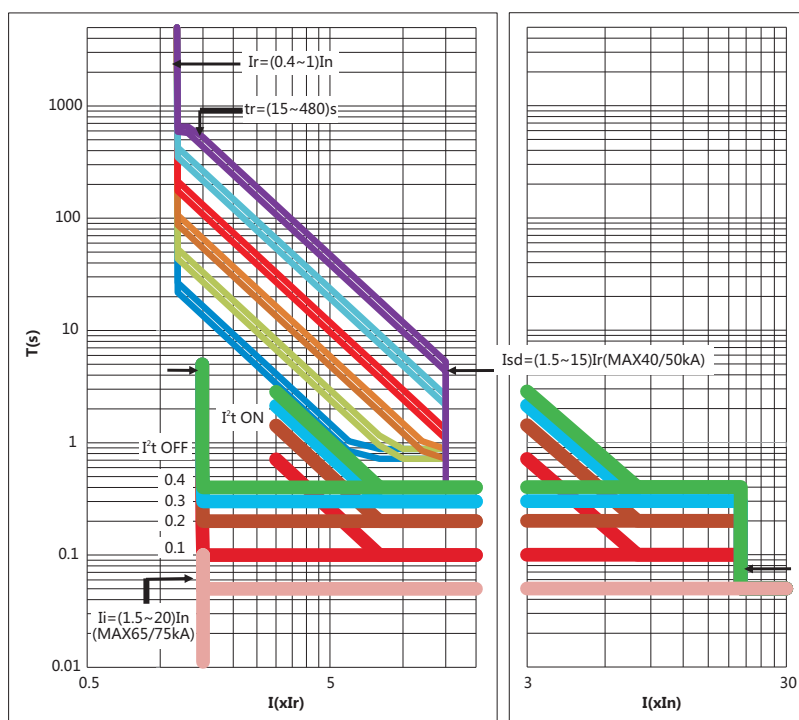 Ir=(0.4~1)In
tr=(15~480)s
1000
100
10
1
0.1
0.01
T(s)
Isd=(1.5~15)Ir(MAX40/50kA)
I²t ON
I²t OFF
0.4
0.3
0.2
0.1
Ii=(1.5~20)In
(MAX65/75kA)
0.5
5
I(xIr)
3
30
I(xIn)